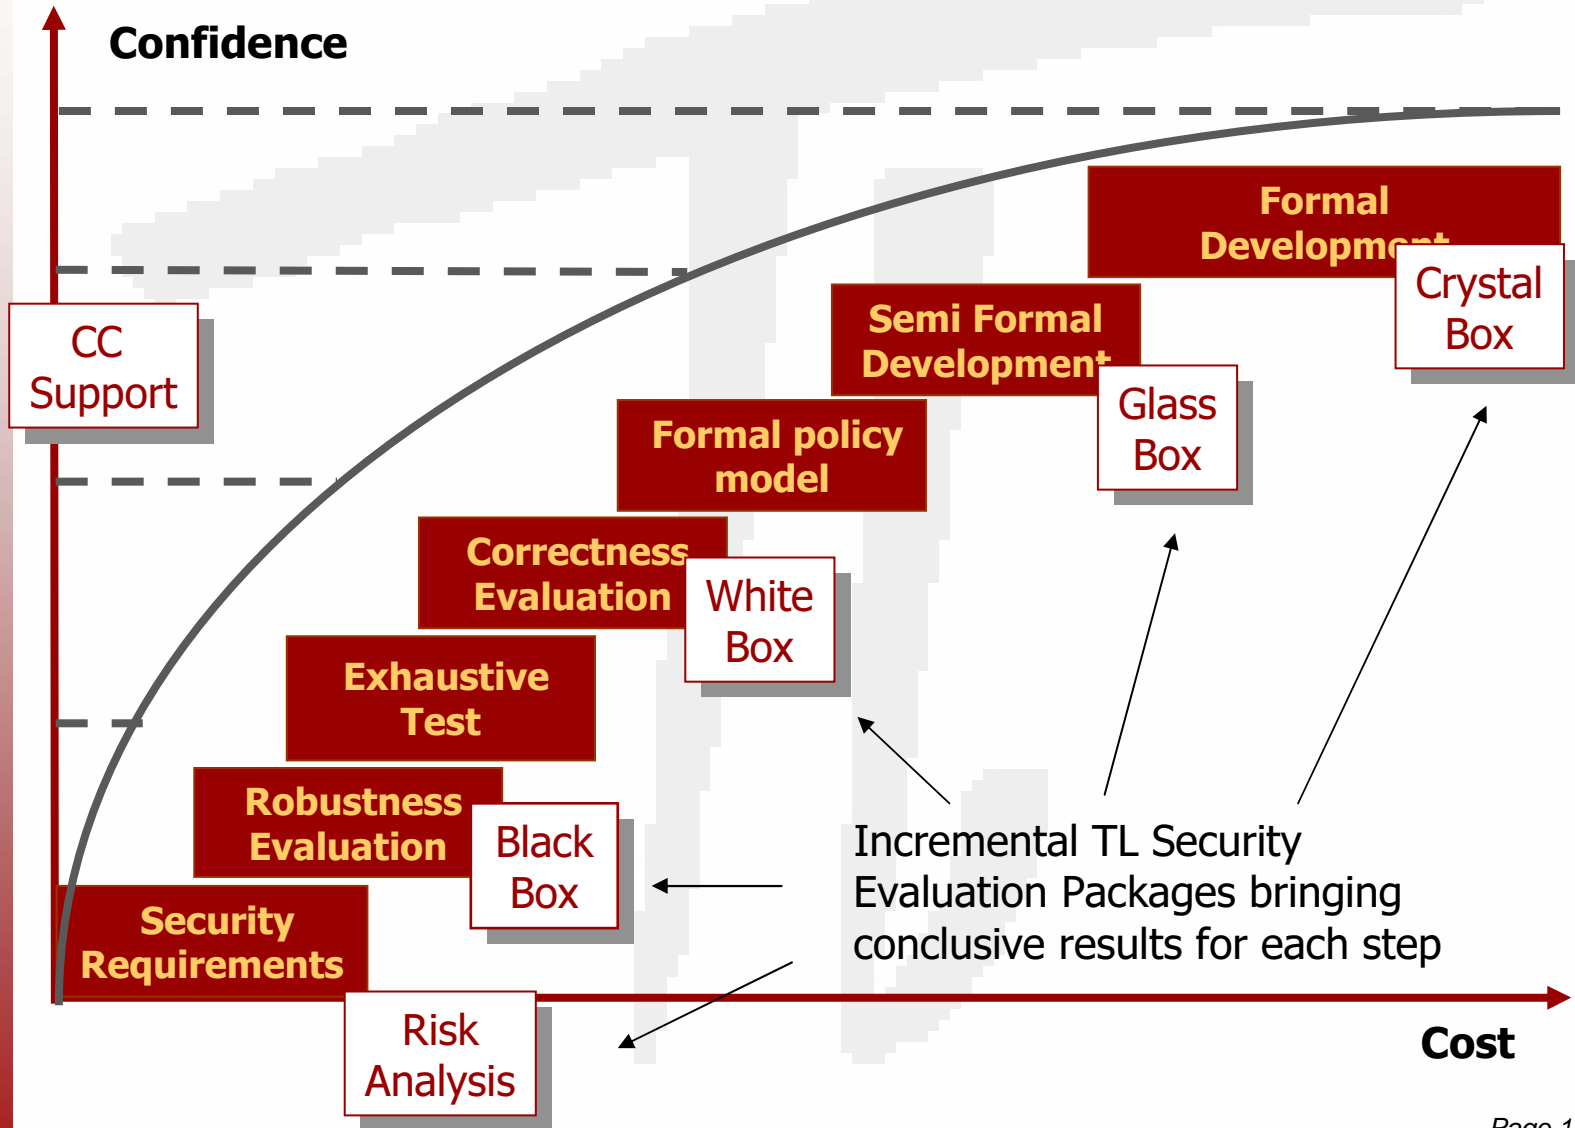 Confidence
Formal
Development
Crystal
Box
CC
Support
Semi Formal
Development
Glass
Box
Formal policy
model
Correctness
Evaluation
White
Box
Exhaustive
Test
Robustness
Evaluation
Black
Box
Incremental TL Security
Evaluation Packages bringing
conclusive results for each step
Security
Requirements
Risk
Analysis
Cost
Page 1